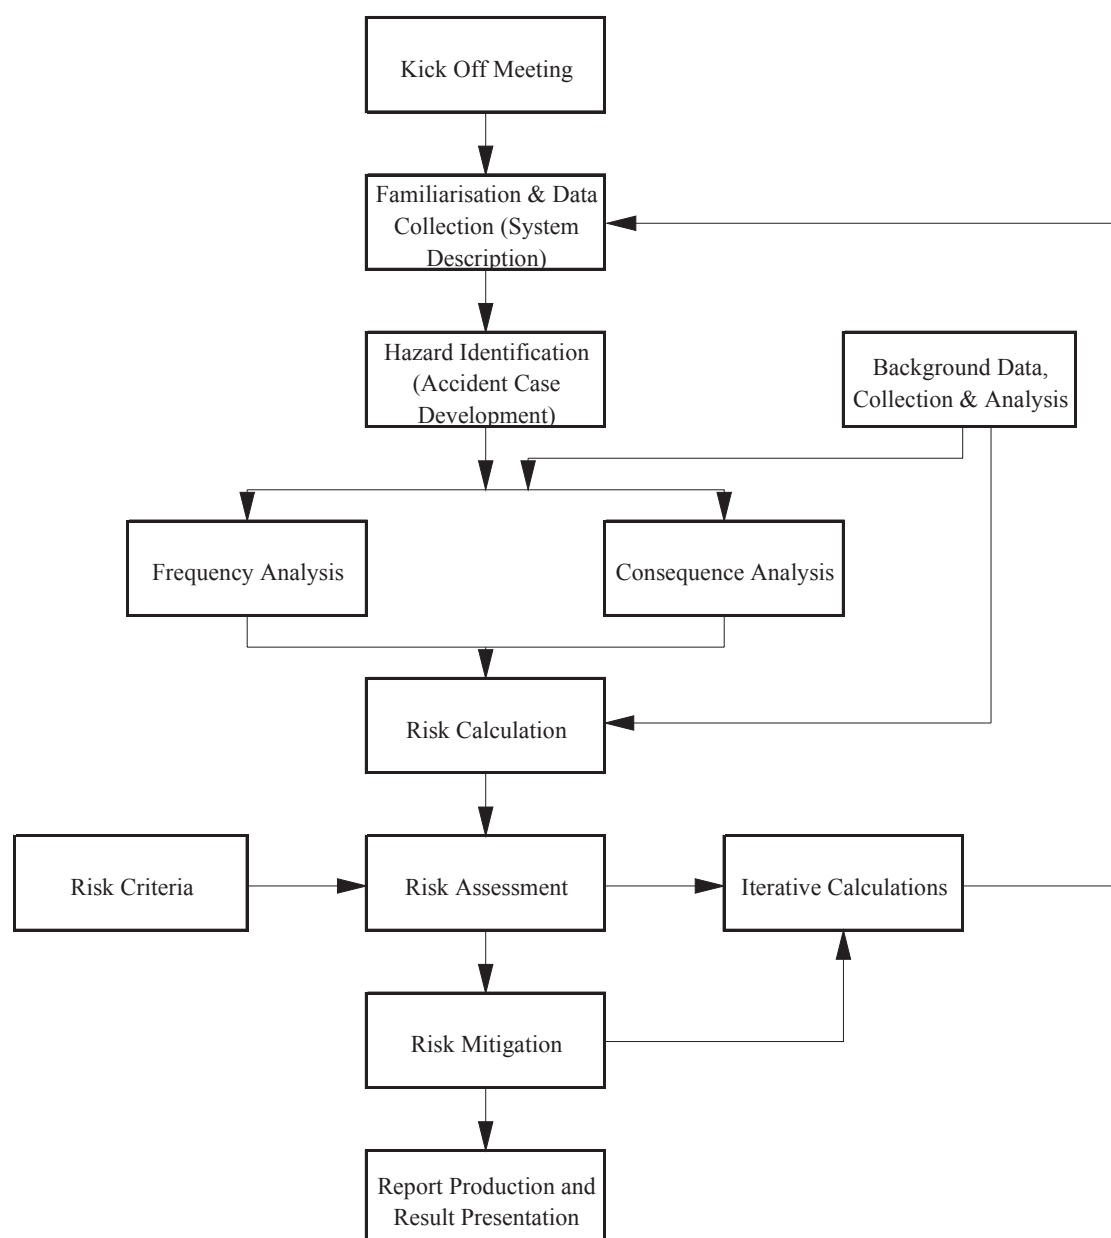 Kick Off Meeting
Familiarisation & Data
Collection (System
Description)
Hazard Identification
(Accident Case
Development)
Background Data,
Collection & Analysis
Frequency Analysis
Consequence Analysis
Risk Calculation
Risk Criteria
Risk Assessment
Iterative Calculations
Risk Mitigation
Report Production and
Result Presentation